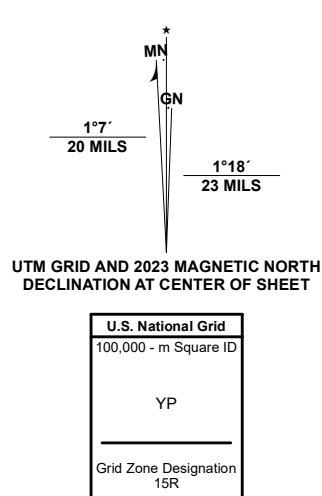 MN
GN
1°7´
20 MILS
1°18´
23 MILS
UTM GRID AND 2023 MAGNETIC NORTH
DECLINATION AT CENTER OF SHEET
U.S. National Grid
100,000 - m Square ID
YP
Grid Zone Designation
15R